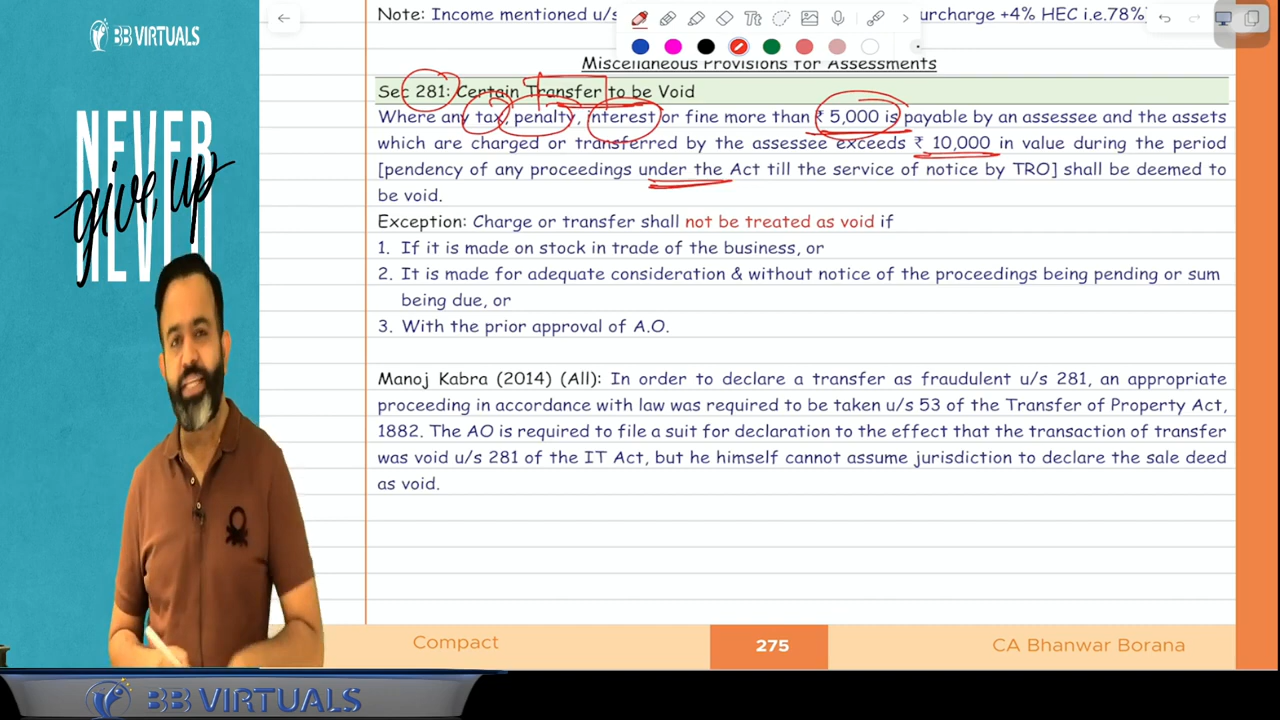 BB VIRTUALS
NEVER
give up
NEVER
Note: Income mentioned u/s
urcharge +4% HEC i.e.78%
Tt
Miscellaneous Provisions for Assessments
Sec 281: Certain Transfer to be Void
Where any tax, penalty, interest or fine more than ₹ 5,000 is payable by an assessee and the assets
which are charged or transferred by the assessee exceeds ₹ 10,000 in value during the period
[pendency of any proceedings under the Act till the service of notice by TRO] shall be deemed to
be void.
Exception: Charge or transfer shall not be treated as void if
1. If it is made on stock in trade of the business, or
2. It is made for adequate consideration & without notice of the proceedings being pending or sum
being due, or
3. With the prior approval of A.O.
Manoj Kabra (2014) (All): In order to declare a transfer as fraudulent u/s 281, an appropriate
proceeding in accordance with law was required to be taken u/s 53 of the Transfer of Property Act,
1882. The AO is required to file a suit for declaration to the effect that the transaction of transfer
was void u/s 281 of the IT Act, but he himself cannot assume jurisdiction to declare the sale deed
as void.
Compact
275
CA Bhanwar Borana
BB VIRTUALS